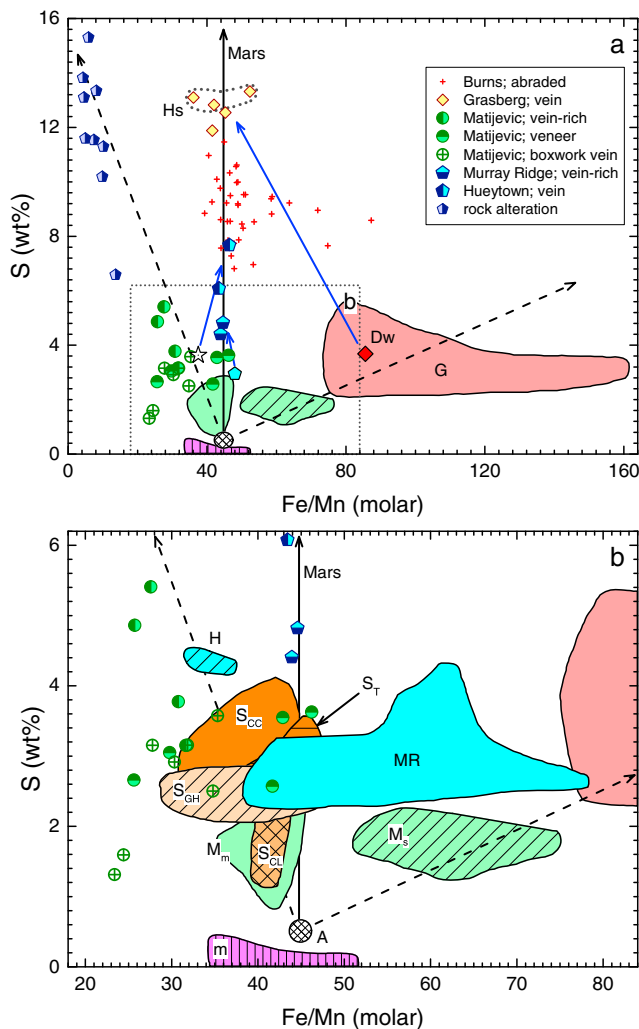 a
Mars
Hs
Burns; abraded
Grasberg; vein
Matijevic; vein-rich
Matijevic; veneer
Matijevic; boxwork vein
Murray Ridge; vein-rich
Hueytown; vein
rock alteration
b
Dw
G
16
12
8
4
0
S (wt%)
0 40 80 120 160
Fe/Mn (molar)
b
Mars
H
S_T
S_CC
MR
S_GH
M_m
S_CL
M_s
A
m
6
4
2
0
S (wt%)
20 30 40 50 60 70 80
Fe/Mn (molar)